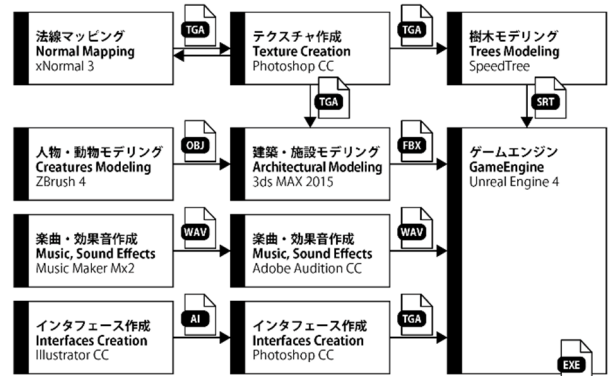 法線マッピング
Normal Mapping
xNormal 3
TGA
テクスチャ作成
Texture Creation
Photoshop CC
TGA
樹木モデリング
Trees Modeling
SpeedTree
TGA
SRT
人物・動物モデリング
Creatures Modeling
ZBrush 4
OBJ
建築・施設モデリング
Architectural Modeling
3ds MAX 2015
FBX
ゲームエンジン
GameEngine
Unreal Engine 4
楽曲・効果音作成
Music, Sound Effects
Music Maker Mx2
WAV
楽曲・効果音作成
Music, Sound Effects
Adobe Audition CC
WAV
インタフェース作成
Interfaces Creation
Illustrator CC
AI
インタフェース作成
Interfaces Creation
Photoshop CC
TGA
EXE